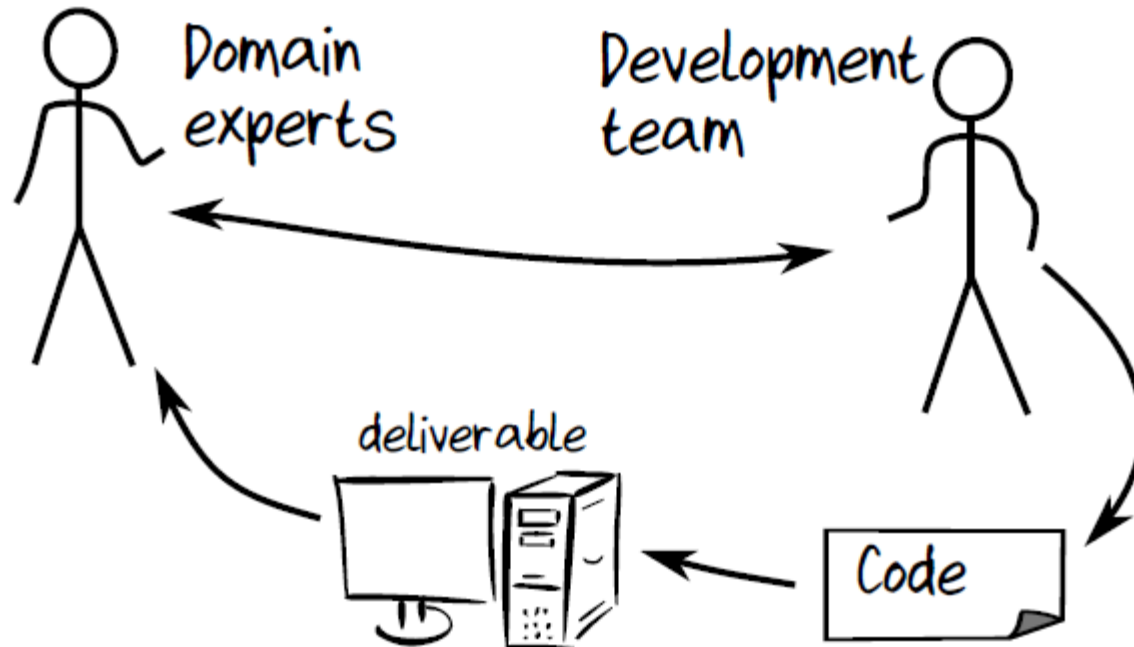 Domain
experts
Development
team
deliverable
Code